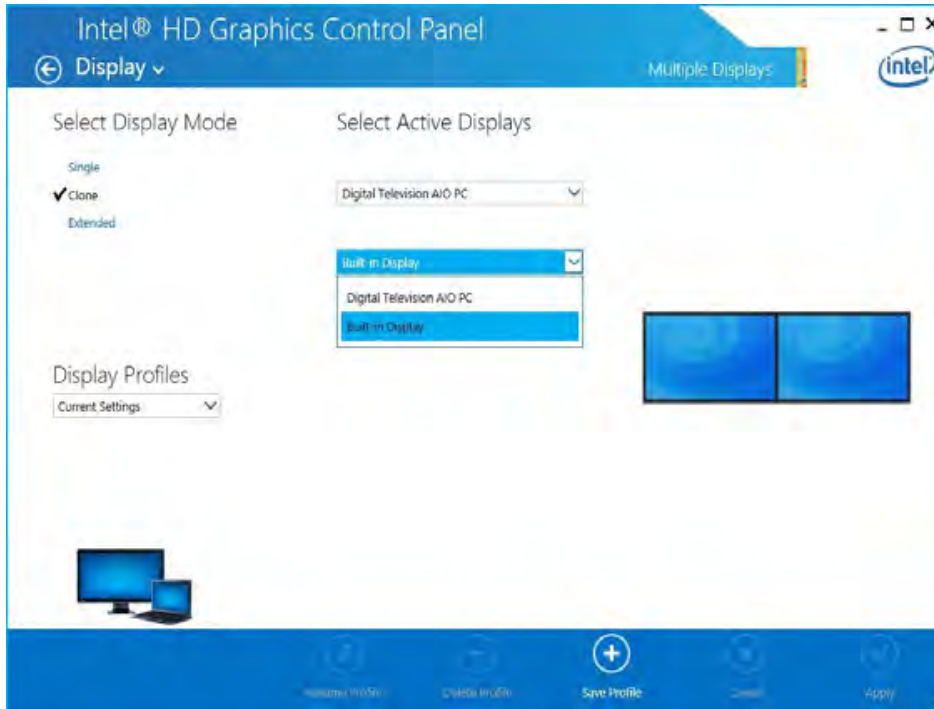 Intel® HD Graphics Control Panel
Display
Multiple Displays
intel
Select Display Mode
Select Active Displays
Single
Clone
Extended
Digital Television AIO PC
Built-in Display
Digital Television AIO PC
Built-in Display
Display Profiles
Current Settings
Delete Profile
Save Profile
Apply